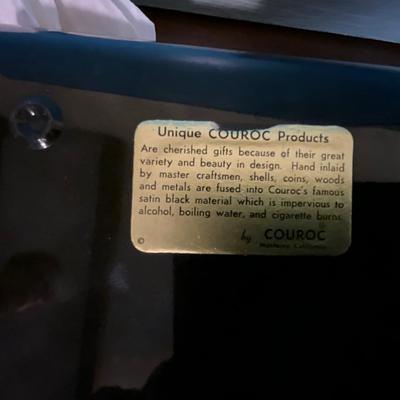 Unique COUROC Products
Are cherished gifts because of their great
variety and beauty in design. Hand inlaid
by master craftsmen, shells, coins, woods
and metals are fused into Couroc's famous
satin black material which is impervious to
alcohol, boiling water, and cigarette burns.
© by COUROC
Monterey, California